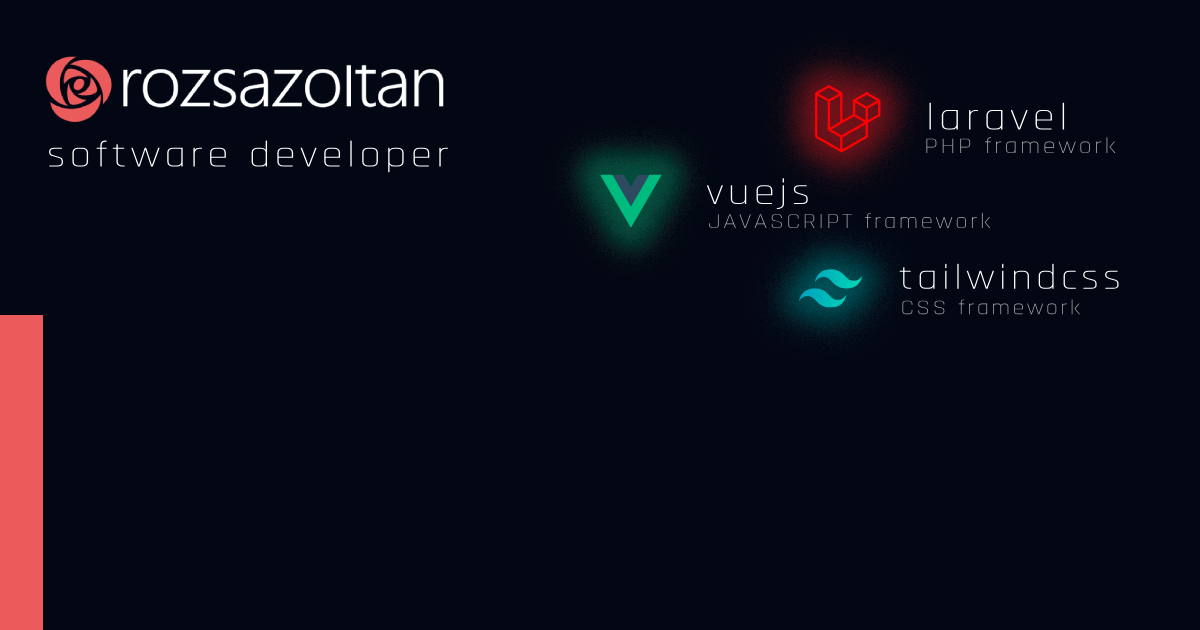 rozsazoltan
software developer
laravel
PHP framework
vuejs
JAVASCRIPT framework
tailwindcss
CSS framework